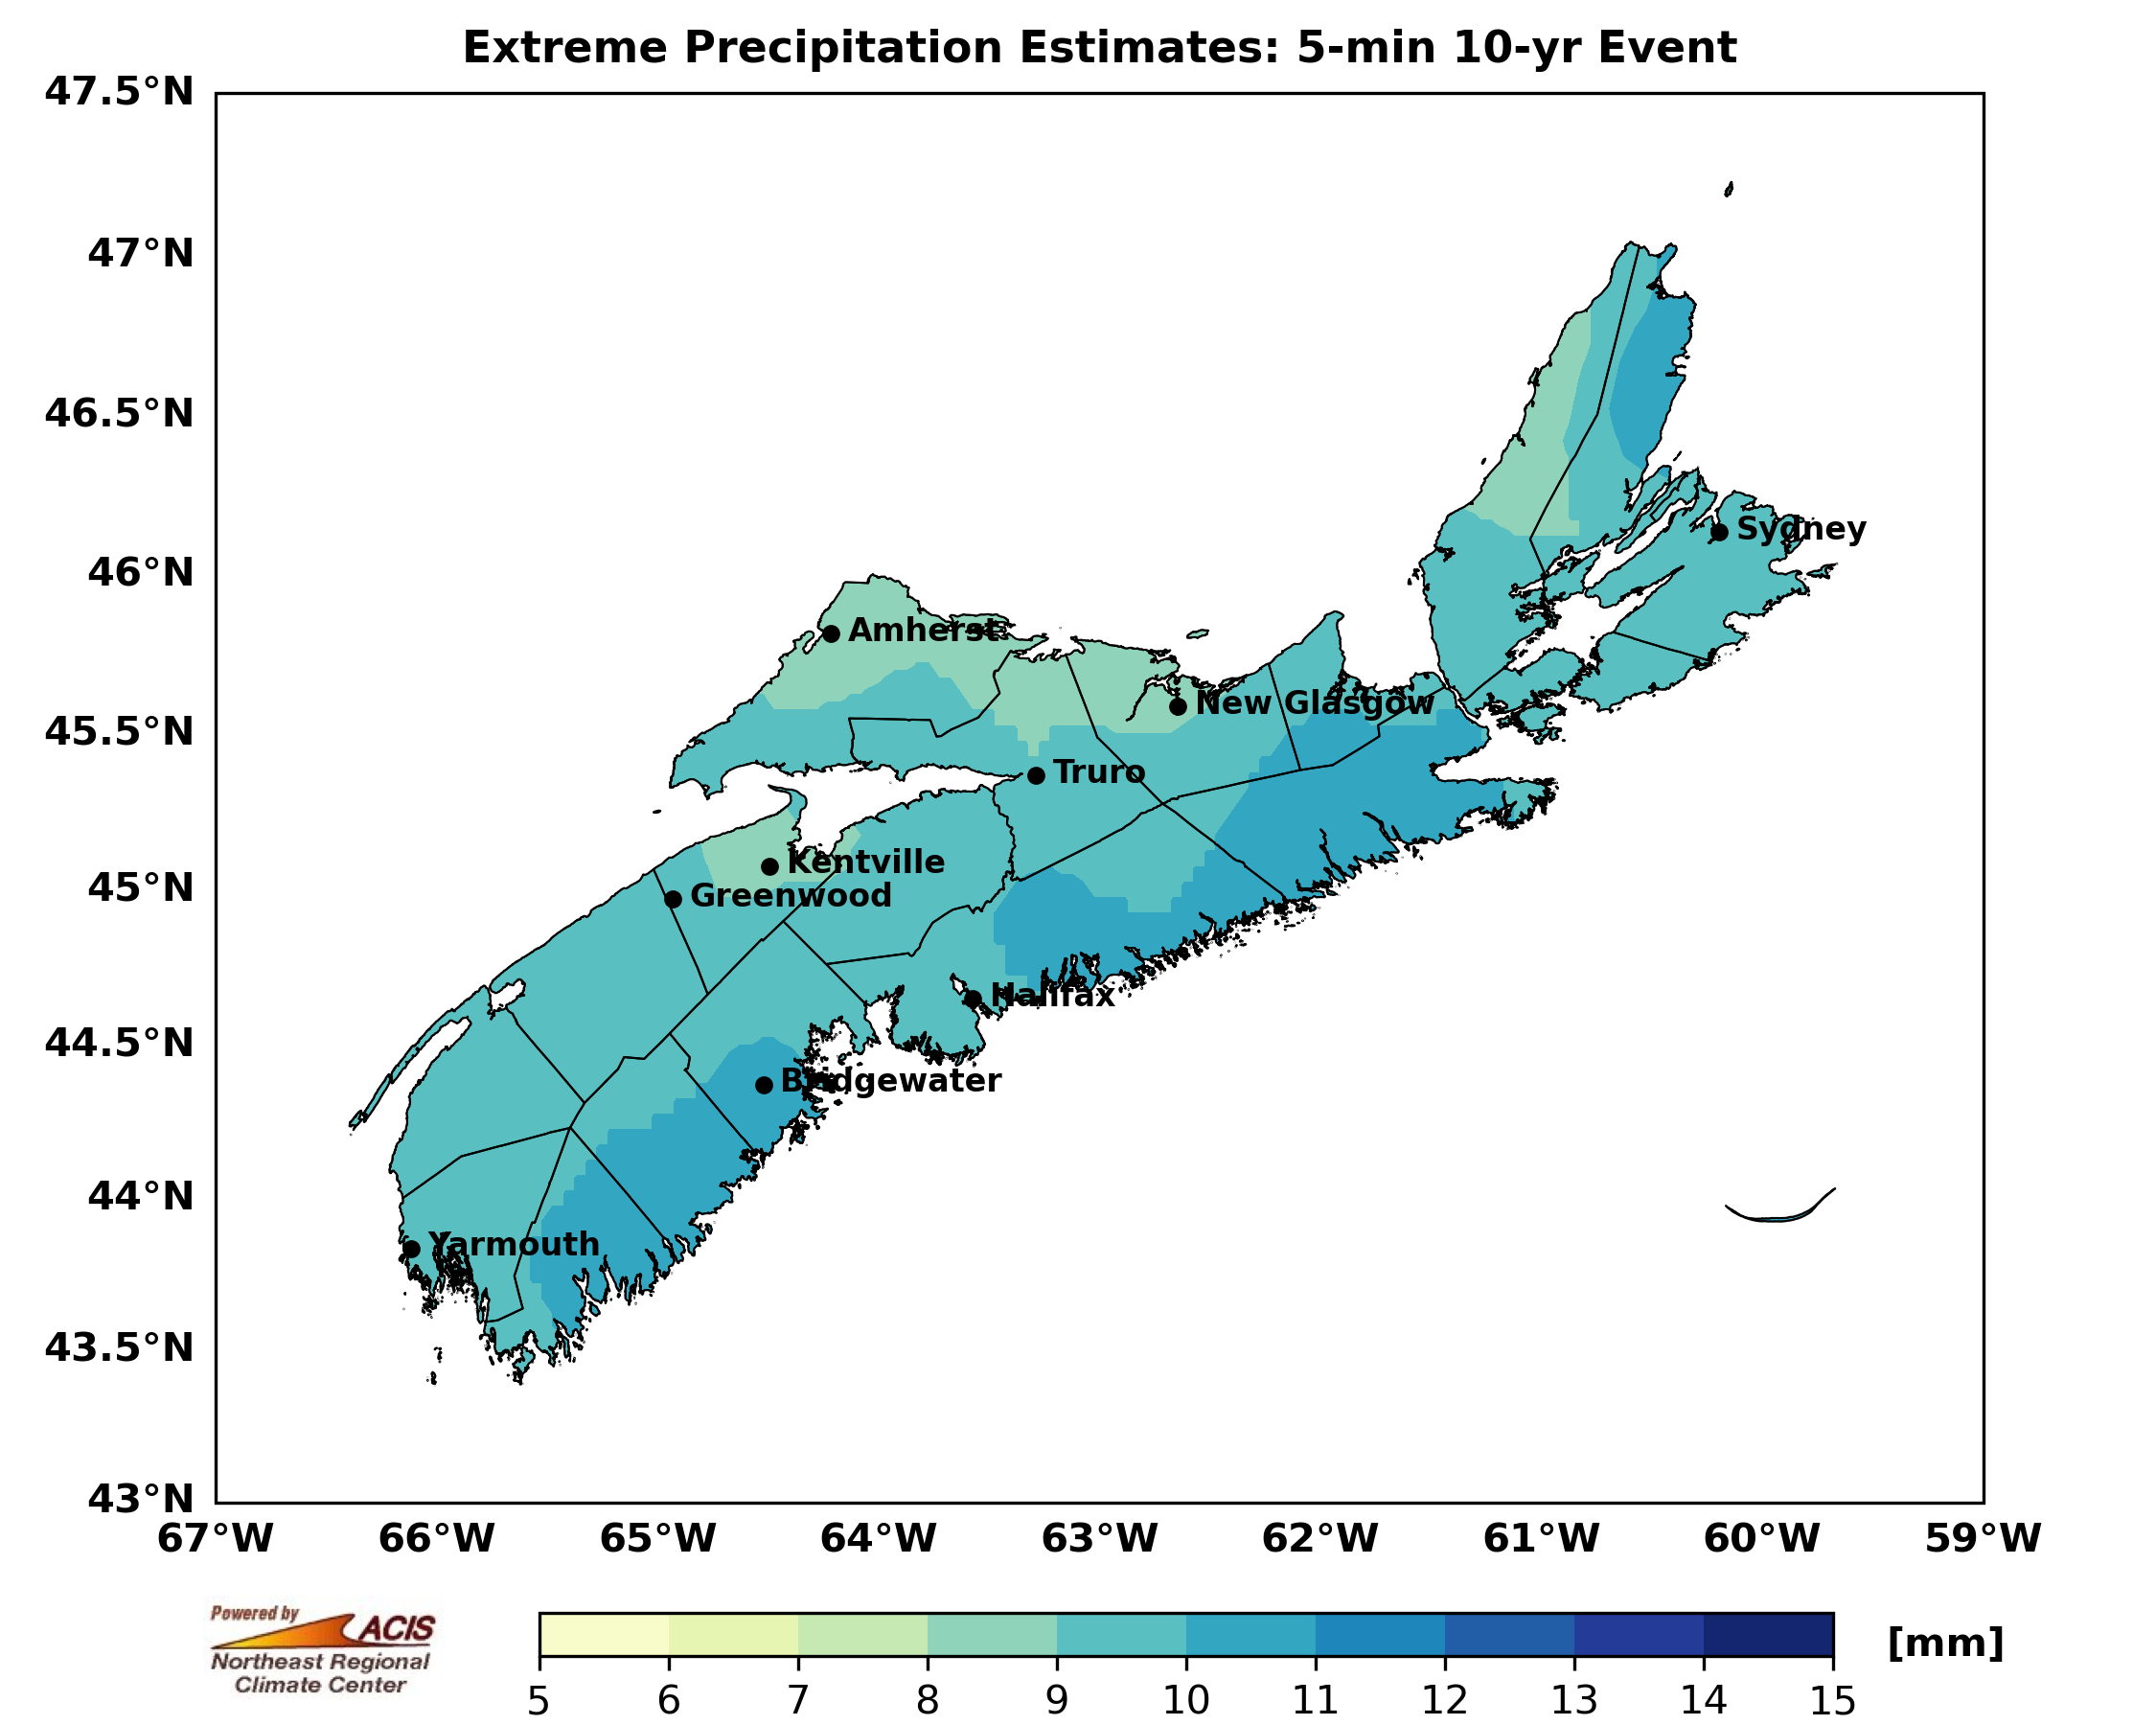 Extreme Precipitation Estimates: 5-min 10-yr Event
47.5°N
47°N
46.5°N
46°N
45.5°N
45°N
44.5°N
44°N
43.5°N
43°N
Sydney
Amherst
New Glasgow
Truro
Kentville
Greenwood
Halifax
Bridgewater
Yarmouth
67°W 66°W 65°W 64°W 63°W 62°W 61°W 60°W 59°W
Powered by
ACIS
Northeast Regional
Climate Center
[mm]
5 6 7 8 9 10 11 12 13 14 15